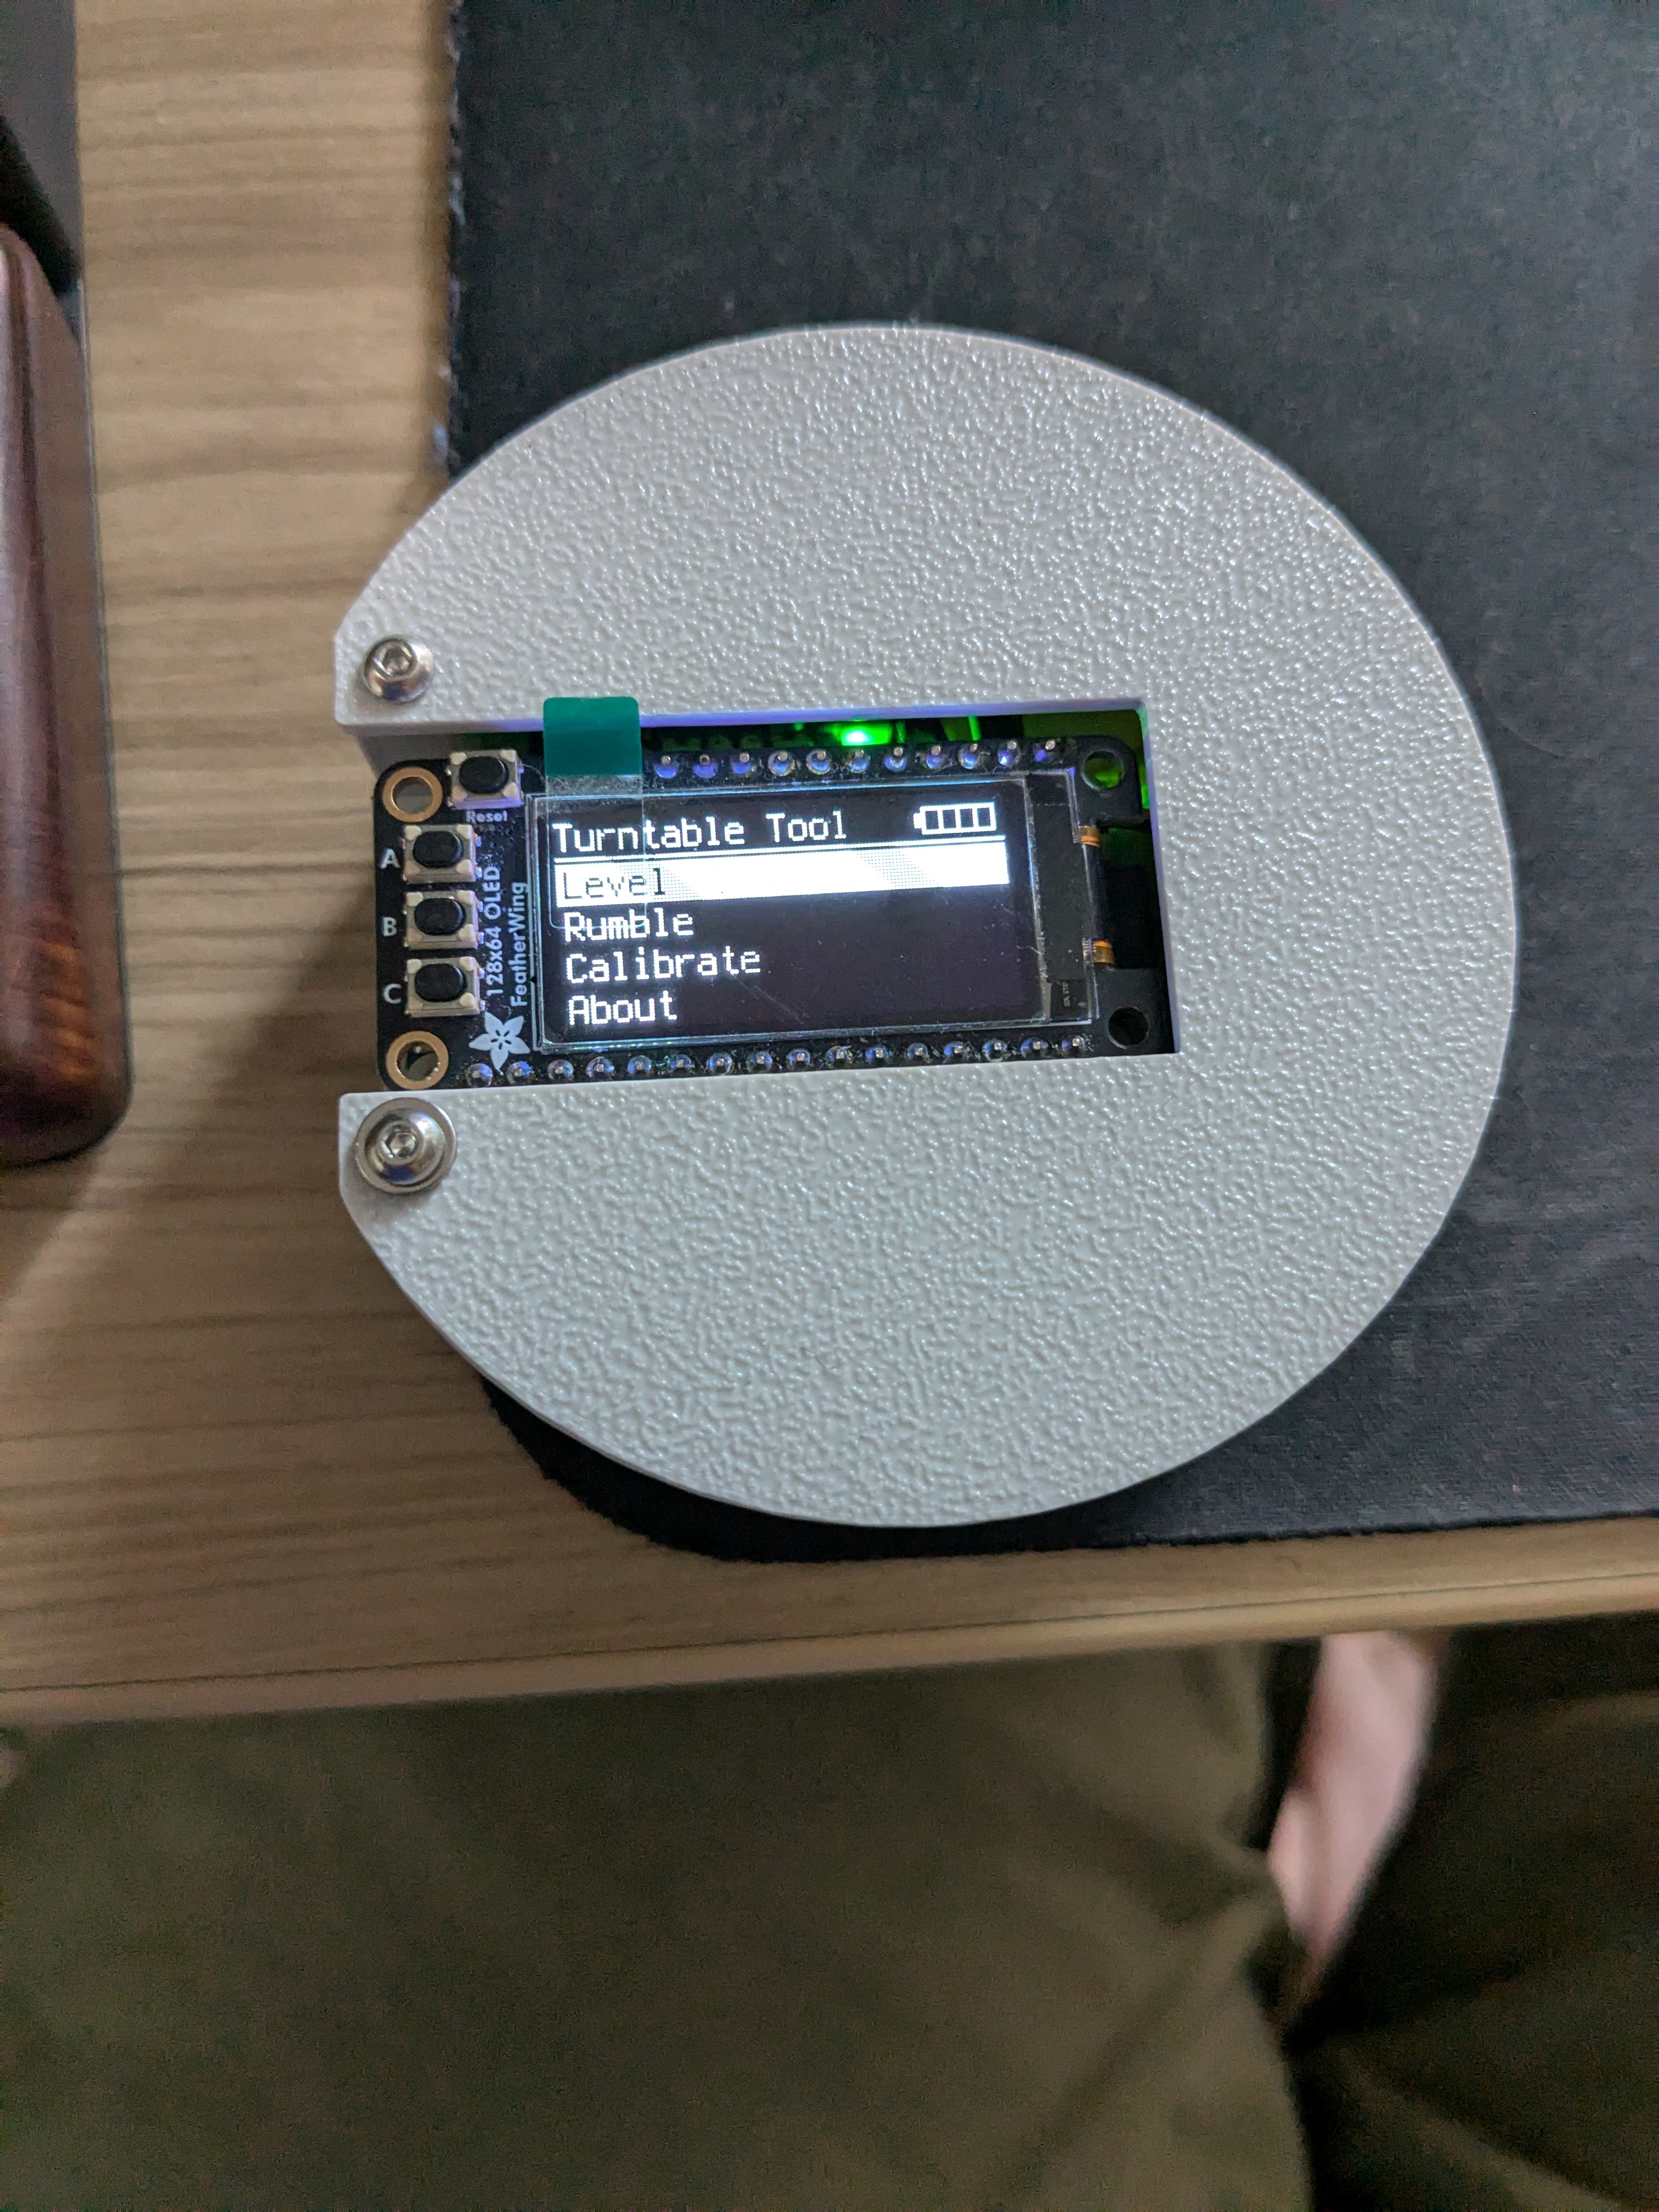 Reset
A
B
C
128x64 OLED
FeatherWing
Turntable Tool
Level
Rumble
Calibrate
About